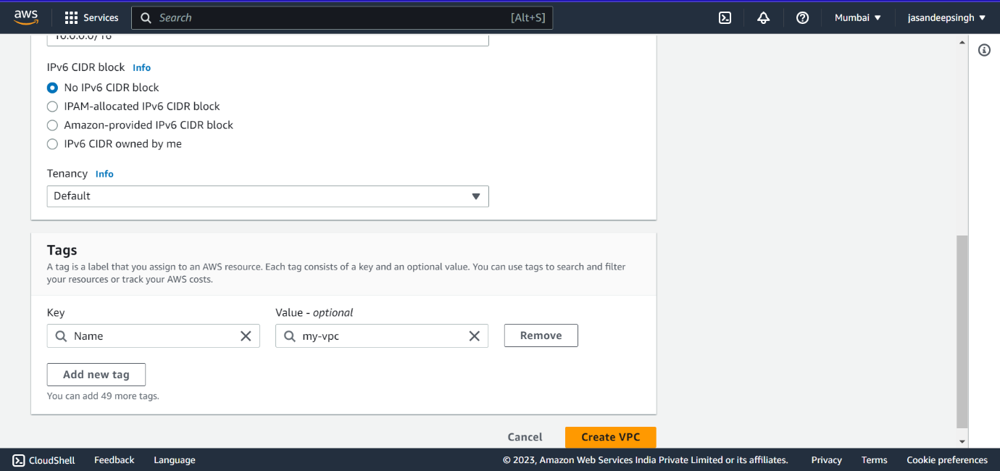 aws Services Search [Alt+S] Mumbai jasandeepsingh
10.0.0.0/16
IPv6 CIDR block Info
No IPv6 CIDR block
IPAM-allocated IPv6 CIDR block
Amazon-provided IPv6 CIDR block
IPv6 CIDR owned by me
Tenancy Info
Default
Tags
A tag is a label that you assign to an AWS resource. Each tag consists of a key and an optional value. You can use tags to search and filter
your resources or track your AWS costs.
Key Value - optional
Name my-vpc Remove
Add new tag
You can add 49 more tags.
Cancel Create VPC
CloudShell Feedback Language © 2023, Amazon Web Services India Private Limited or its affiliates. Privacy Terms Cookie preferences